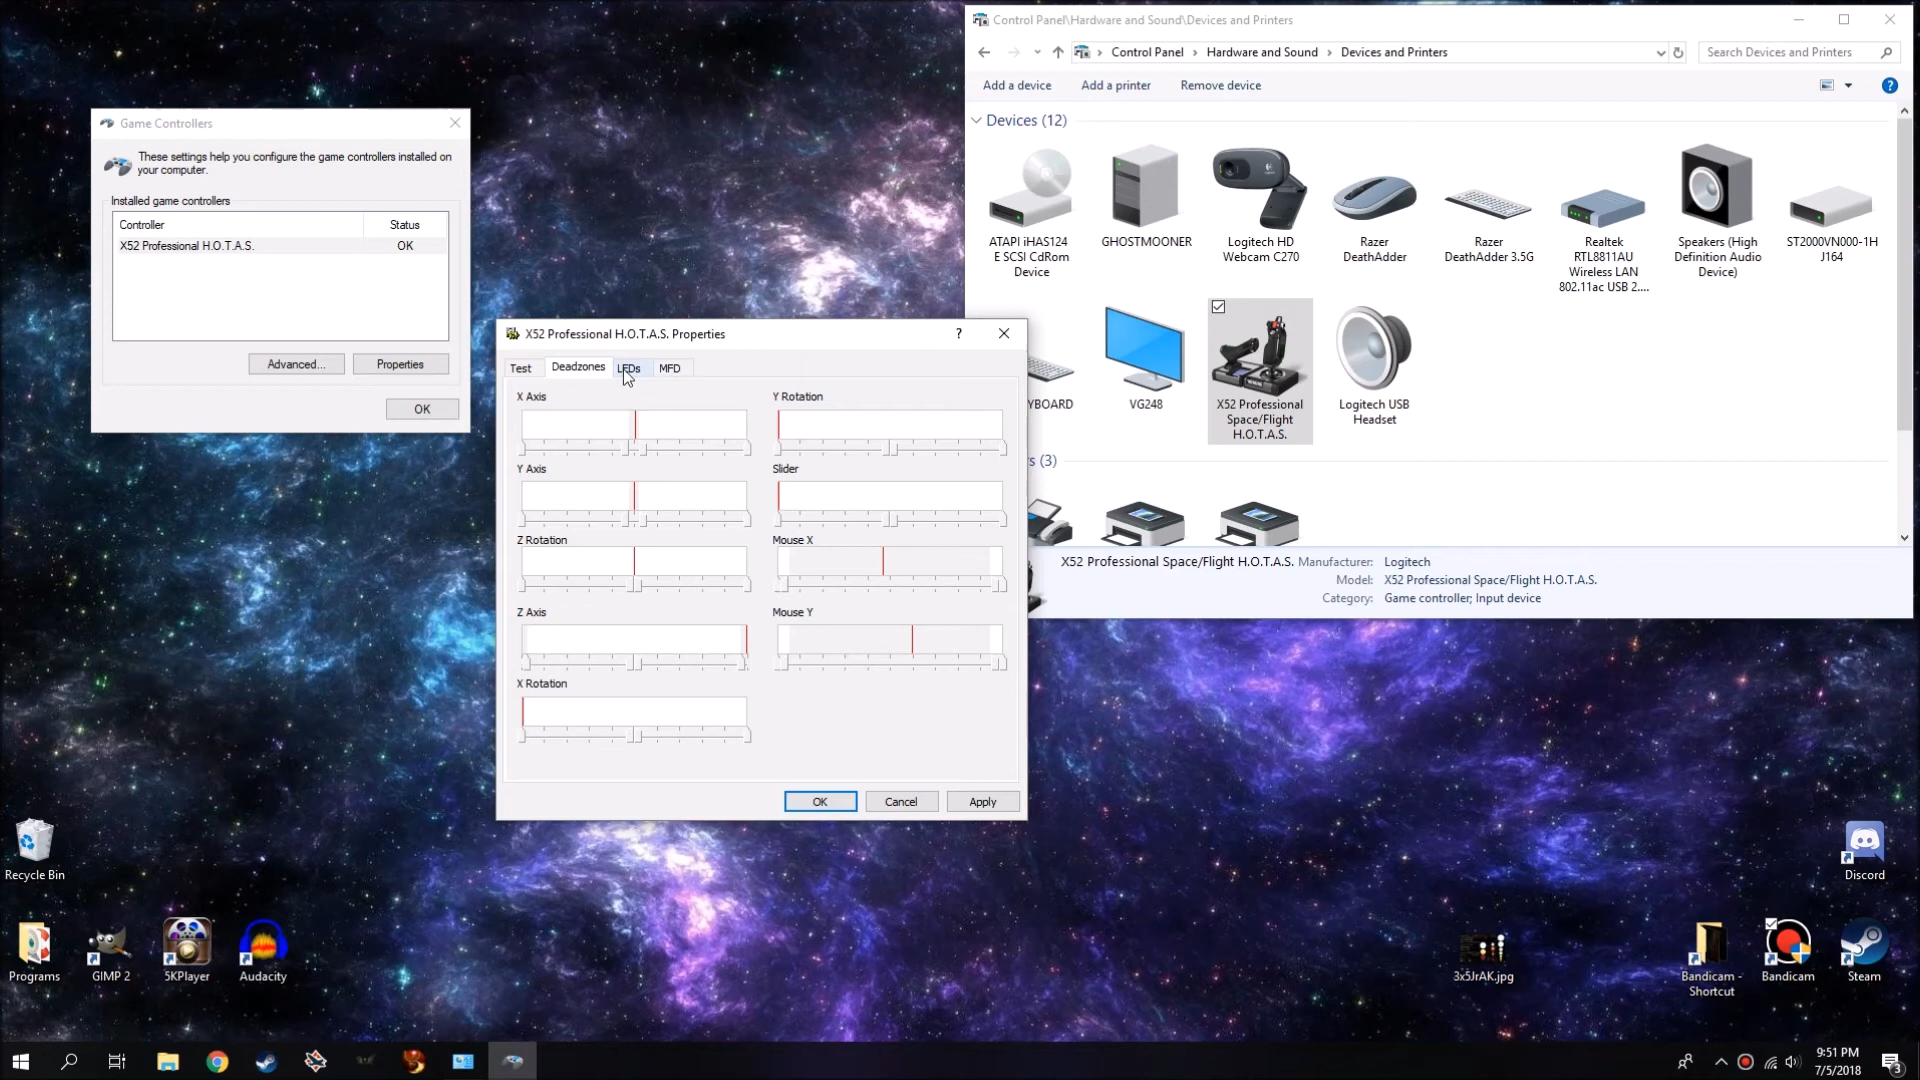 Control Panel\Hardware and Sound\Devices and Printers
Control Panel
Hardware and Sound
Devices and Printers
Search Devices and Printers
Add a device
Add a printer
Remove device
Devices (12)
ATAPI iHAS124
E SCSI CdRom
Device
GHOSTMOONER
Logitech HD
Webcam C270
Razer
DeathAdder
Razer
DeathAdder 3.5G
Realtek
RTL8811AU
Wireless LAN
802.11ac USB 2....
Speakers (High
Definition Audio
Device)
ST2000VN000-1H
J164
YBOARD
VG248
X52 Professional
Space/Flight
H.O.T.A.S.
Logitech USB
Headset
s (3)
X52 Professional Space/Flight H.O.T.A.S.
Manufacturer: Logitech
Model: X52 Professional Space/Flight H.O.T.A.S.
Category: Game controller; Input device
Game Controllers
These settings help you configure the game controllers installed on
your computer.
Installed game controllers
Controller Status
X52 Professional H.O.T.A.S. OK
Advanced...
Properties
OK
X52 Professional H.O.T.A.S. Properties
?
Test
Deadzones
LEDs
MFD
X Axis
Y Rotation
Y Axis
Slider
Z Rotation
Mouse X
Z Axis
Mouse Y
X Rotation
OK
Cancel
Apply
Recycle Bin
Programs
GIMP 2
5KPlayer
Audacity
Discord
3x5JrAK.jpg
Bandicam -
Shortcut
Bandicam
Steam
9:51 PM
7/5/2018
3